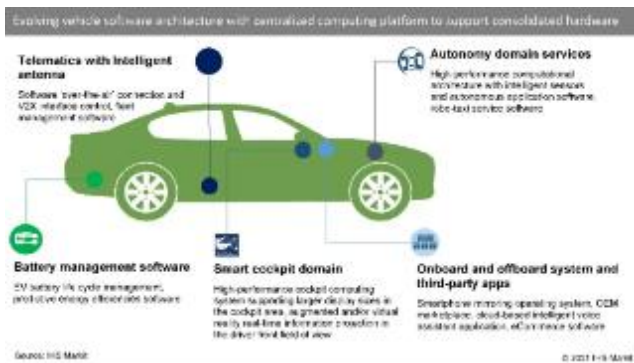 Evolving vehicle software architecture with centralized computing platform to support consolidated hardware
Telematics with Intelligent
antenna
Software 'over-the-air' connection and
V2X interface control, fleet
management software
Autonomy domain services
High-performance computational
architecture with intelligent sensors
and autonomous application software,
robo-taxi service software
Battery management software
EV battery life cycle management,
predictive energy efficiencies software
Smart cockpit domain
High-performance cockpit computing
system supporting larger display sizes in
the cockpit area, augmented and/or virtual
reality real-time information projection in
the driver front field of view
Onboard and offboard system and
third-party apps
Smartphone mirroring operating system, OEM
marketplace, cloud-based intelligent voice
assistant application, eCommerce software
Source: IHS Markit
© 2021 IHS Markit